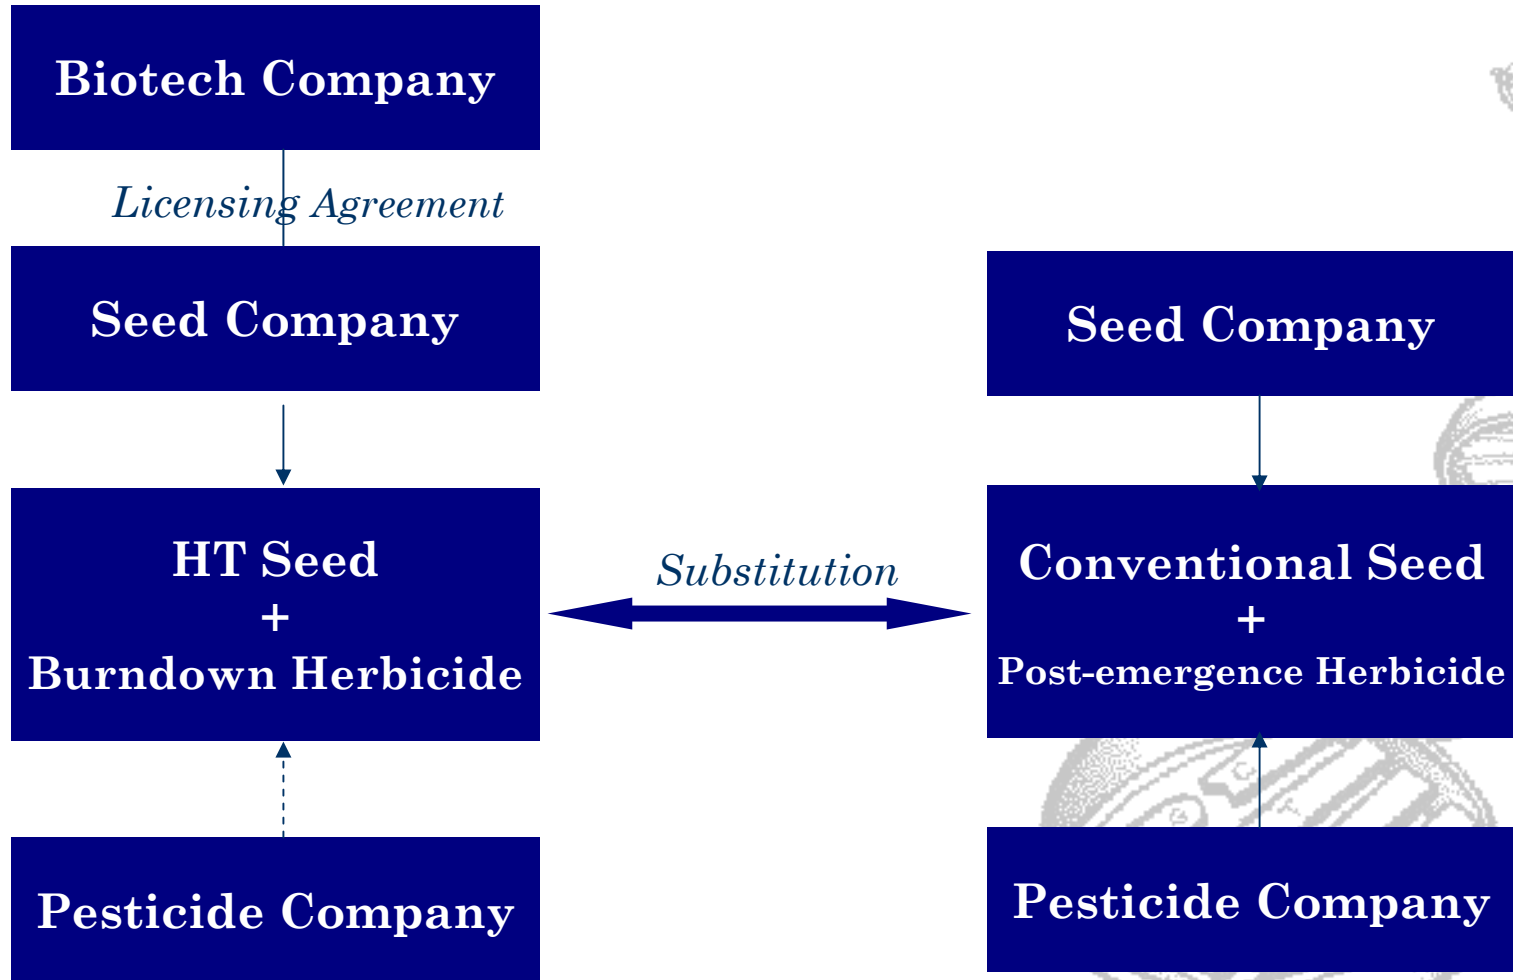 Biotech Company
Licensing Agreement
Seed Company
HT Seed
+
Burndown Herbicide
Pesticide Company
Substitution
Seed Company
Conventional Seed
+
Post-emergence Herbicide
Pesticide Company